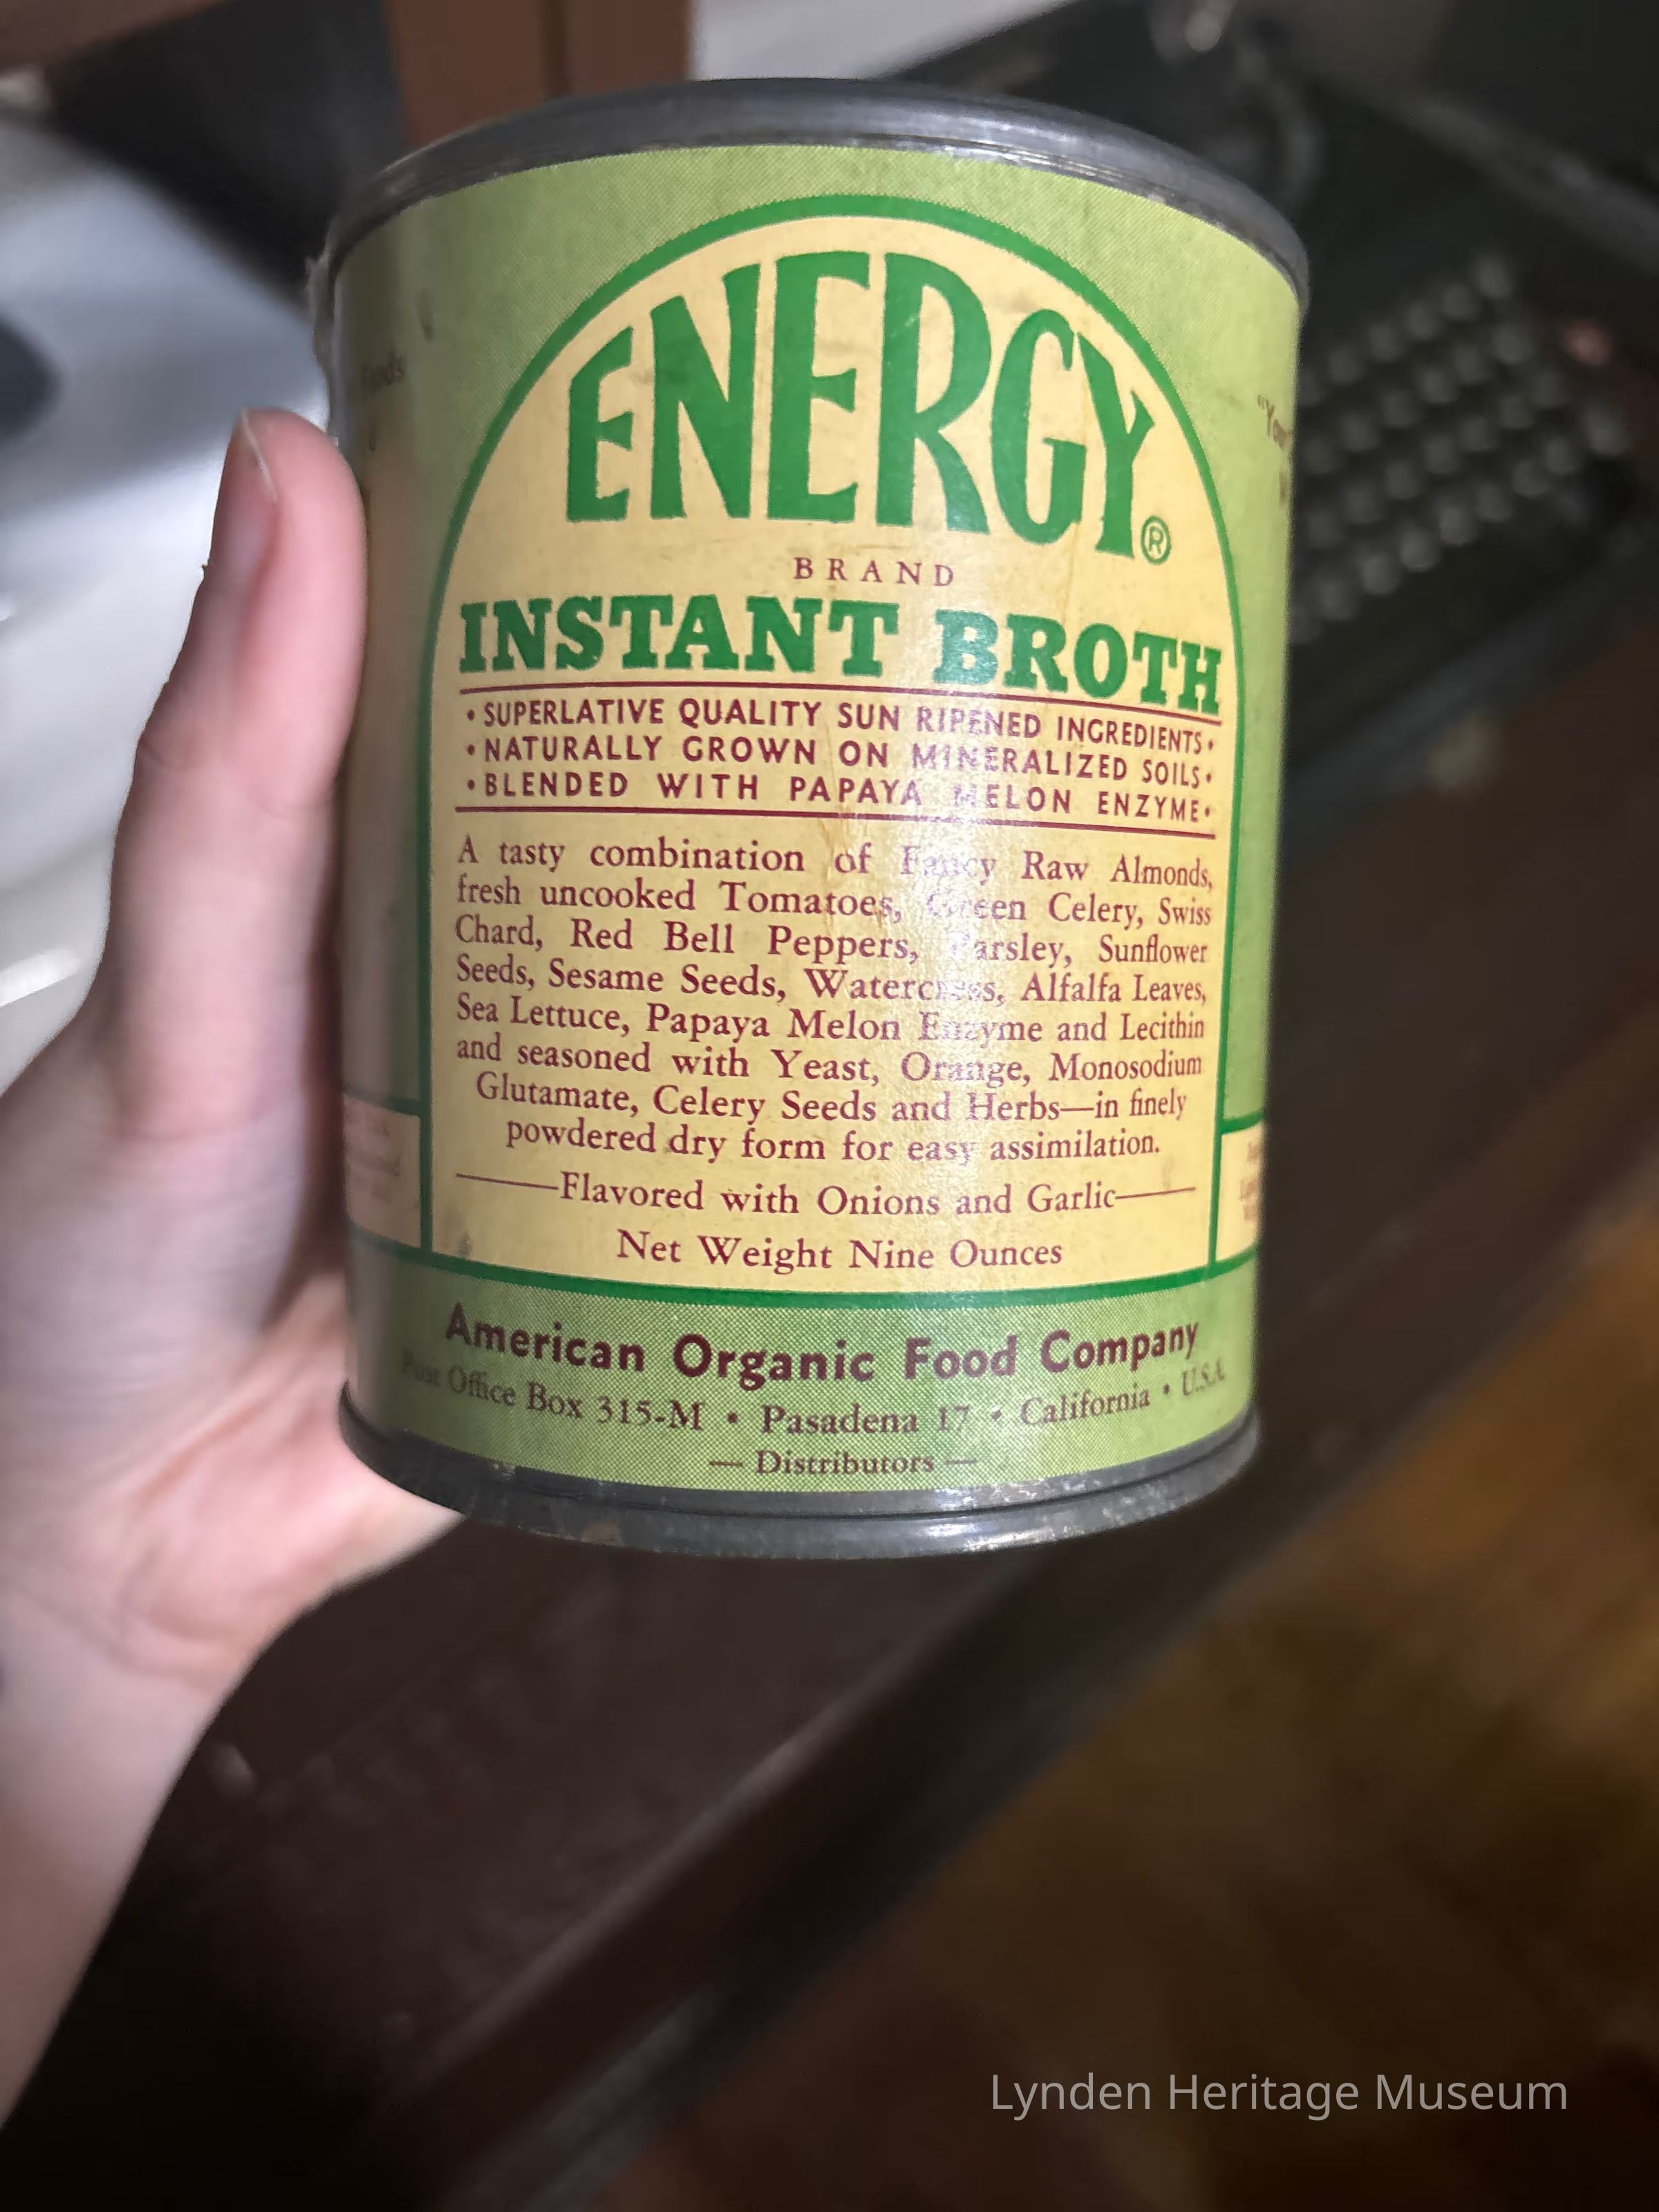 ENERGY®
BRAND
INSTANT BROTH
• SUPERLATIVE QUALITY SUN RIPENED INGREDIENTS •
• NATURALLY GROWN ON MINERALIZED SOILS •
• BLENDED WITH PAPAYA MELON ENZYME •
A tasty combination of Fancy Raw Almonds,
fresh uncooked Tomatoes, Green Celery, Swiss
Chard, Red Bell Peppers, Parsley, Sunflower
Seeds, Sesame Seeds, Watercress, Alfalfa Leaves,
Sea Lettuce, Papaya Melon Enzyme and Lecithin
and seasoned with Yeast, Orange, Monosodium
Glutamate, Celery Seeds and Herbs—in finely
powdered dry form for easy assimilation.
—Flavored with Onions and Garlic—
Net Weight Nine Ounces
American Organic Food Company
Post Office Box 315-M • Pasadena 17 • California • U.S.A.
— Distributors —
Lynden Heritage Museum